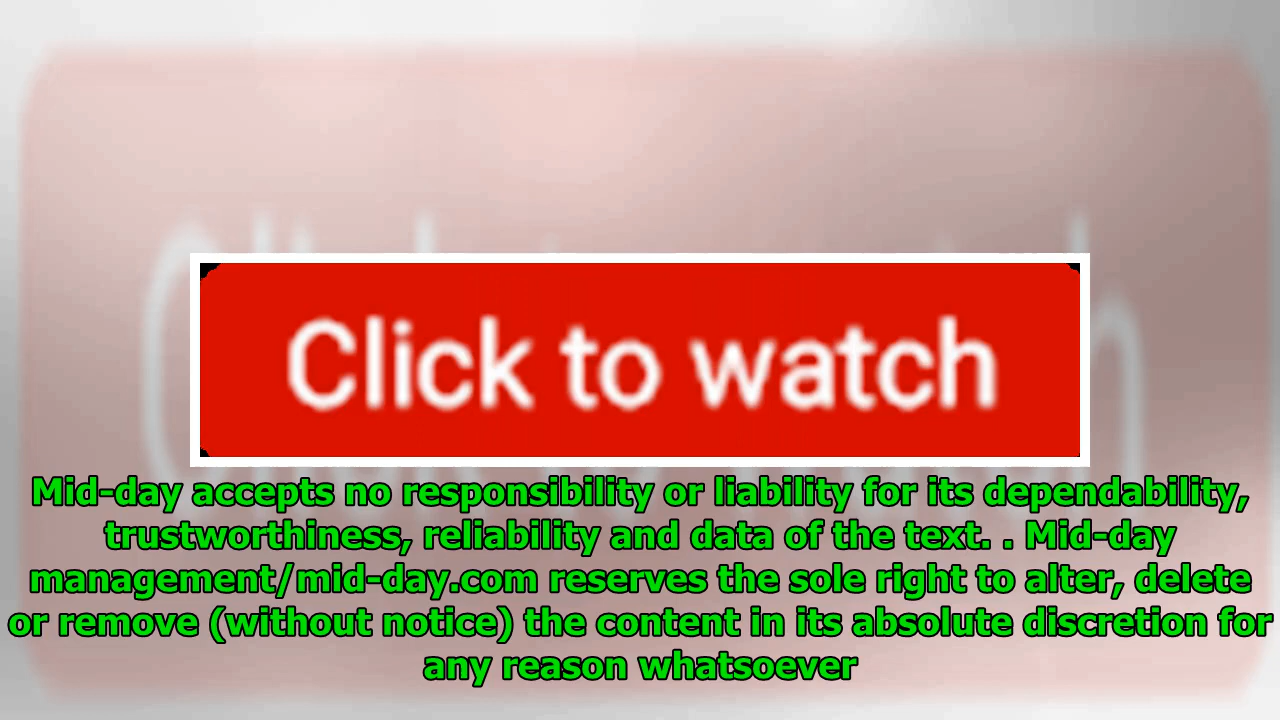 Click to watch
Mid-day accepts no responsibility or liability for its dependability,
trustworthiness, reliability and data of the text. . Mid-day
management/mid-day.com reserves the sole right to alter, delete
or remove (without notice) the content in its absolute discretion for
any reason whatsoever